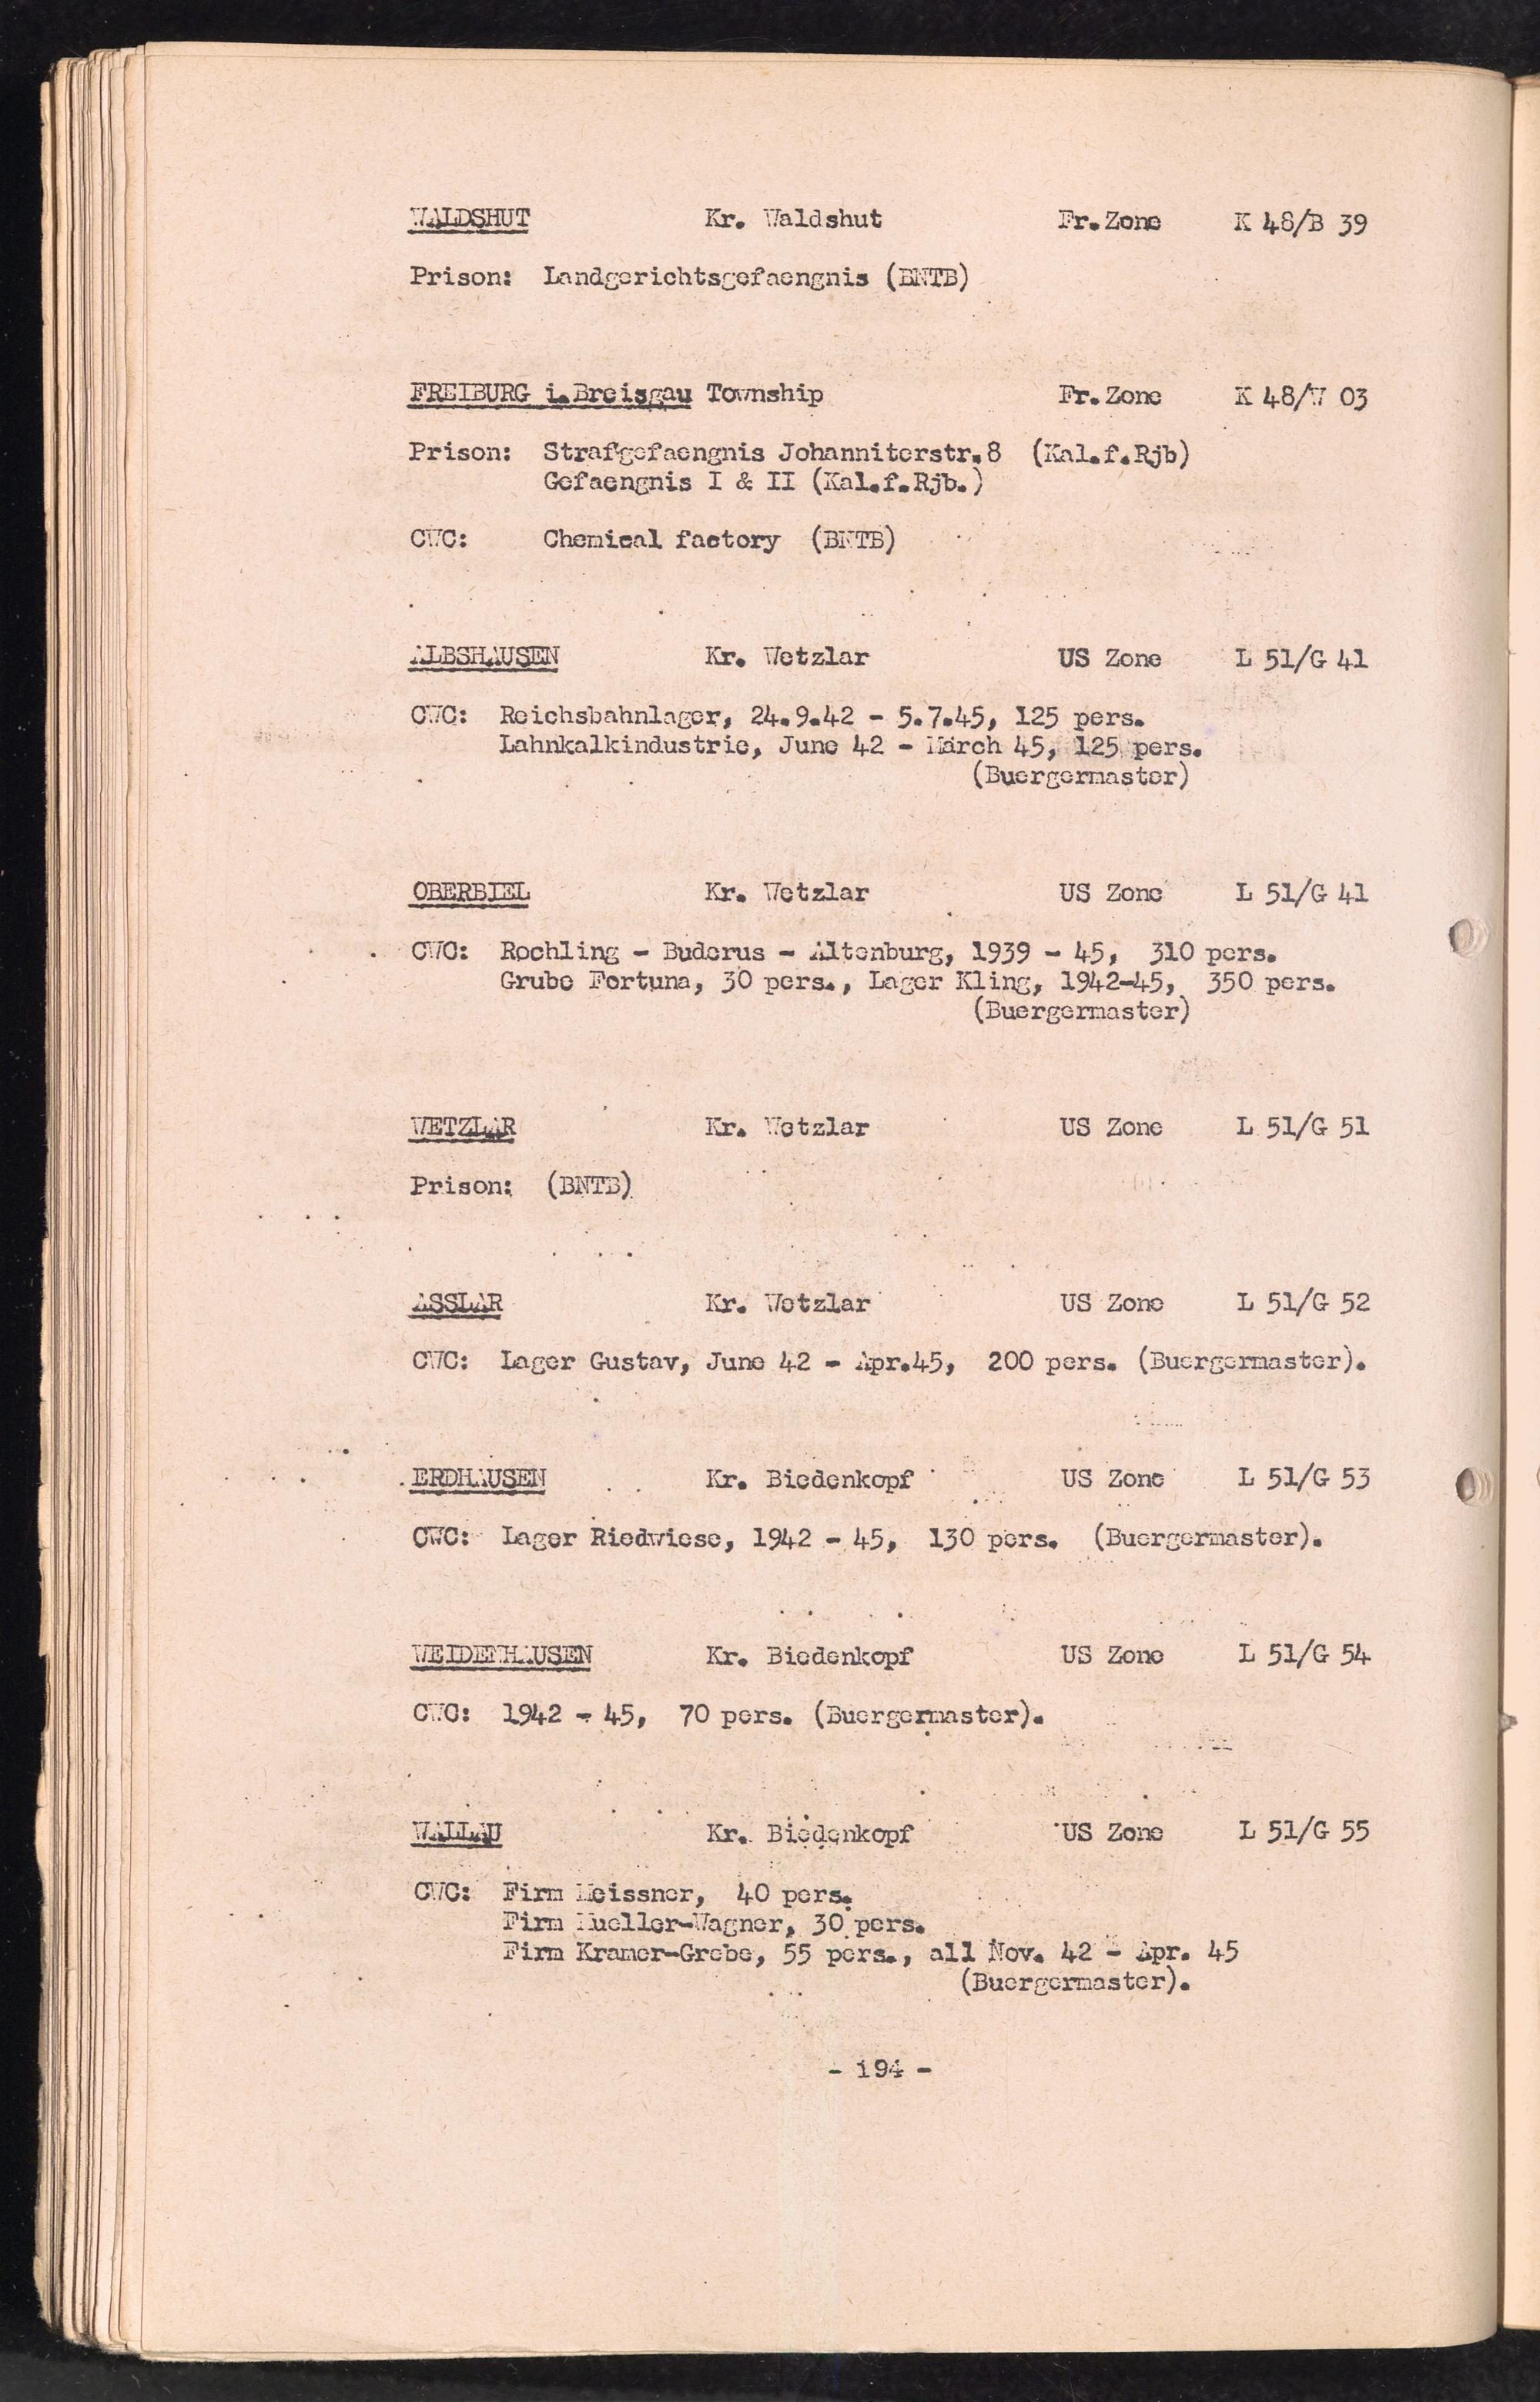 WALDSHUT Kr. Waldshut Fr.Zone K 48/B 39
Prison: Landgerichtsgefaengnis (BNTB)
FREIBURG i.Breisgau Township Fr.Zone K 48/W 03
Prison: Strafgefaengnis Johanniterstr.8 (Kal.f.Rjb)
Gefaengnis I & II (Kal.f.Rjb.)
CWC: Chemical factory (BNTB)
ALBSHAUSEN Kr. Wetzlar US Zone L 51/G 41
CWC: Reichsbahnlager, 24.9.42 - 5.7.45, 125 pers.
Lahnkalkindustrie, June 42 - March 45, 125 pers.
(Buergermaster)
OBERBIEL Kr. Wetzlar US Zone L 51/G 41
CWC: Rochling - Buderus - Altenburg, 1939 - 45, 310 pers.
Grube Fortuna, 30 pers., Lager Kling, 1942-45, 350 pers.
(Buergermaster)
WETZLAR Kr. Wetzlar US Zone L 51/G 51
Prison: (BNTB)
ASSLAR Kr. Wetzlar US Zone L 51/G 52
CWC: Lager Gustav, June 42 - Apr.45, 200 pers. (Buergermaster).
ERDHAUSEN Kr. Biedenkopf US Zone L 51/G 53
CWC: Lager Riedwiese, 1942 - 45, 130 pers. (Buergermaster).
WEIDENHAUSEN Kr. Biedenkopf US Zone L 51/G 54
CWC: 1942 - 45, 70 pers. (Buergermaster).
WALLAU Kr. Biedenkopf US Zone L 51/G 55
CWC: Firm Meissner, 40 pers.
Firm Mueller-Wagner, 30 pers.
Firm Kramer-Grebe, 55 pers., all Nov. 42 - Apr. 45
(Buergermaster).
- 194 -